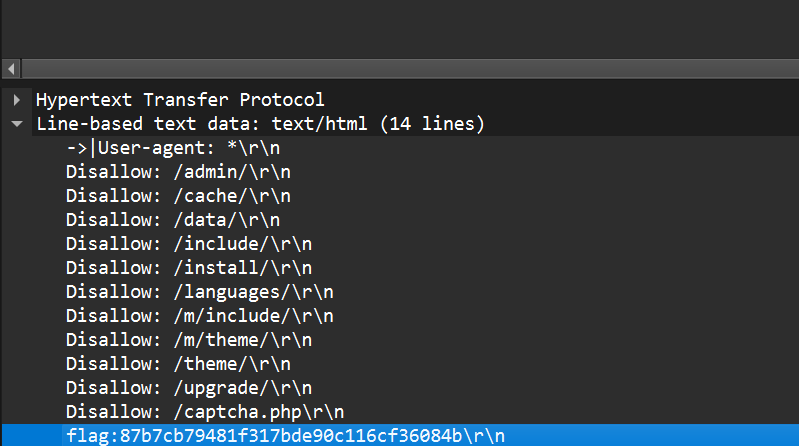 Hypertext Transfer Protocol
Line-based text data: text/html (14 lines)
->|User-agent: *\r\n
Disallow: /admin/\r\n
Disallow: /cache/\r\n
Disallow: /data/\r\n
Disallow: /include/\r\n
Disallow: /install/\r\n
Disallow: /languages/\r\n
Disallow: /m/include/\r\n
Disallow: /m/theme/\r\n
Disallow: /theme/\r\n
Disallow: /upgrade/\r\n
Disallow: /captcha.php\r\n
flag:87b7cb79481f317bde90c116cf36084b\r\n